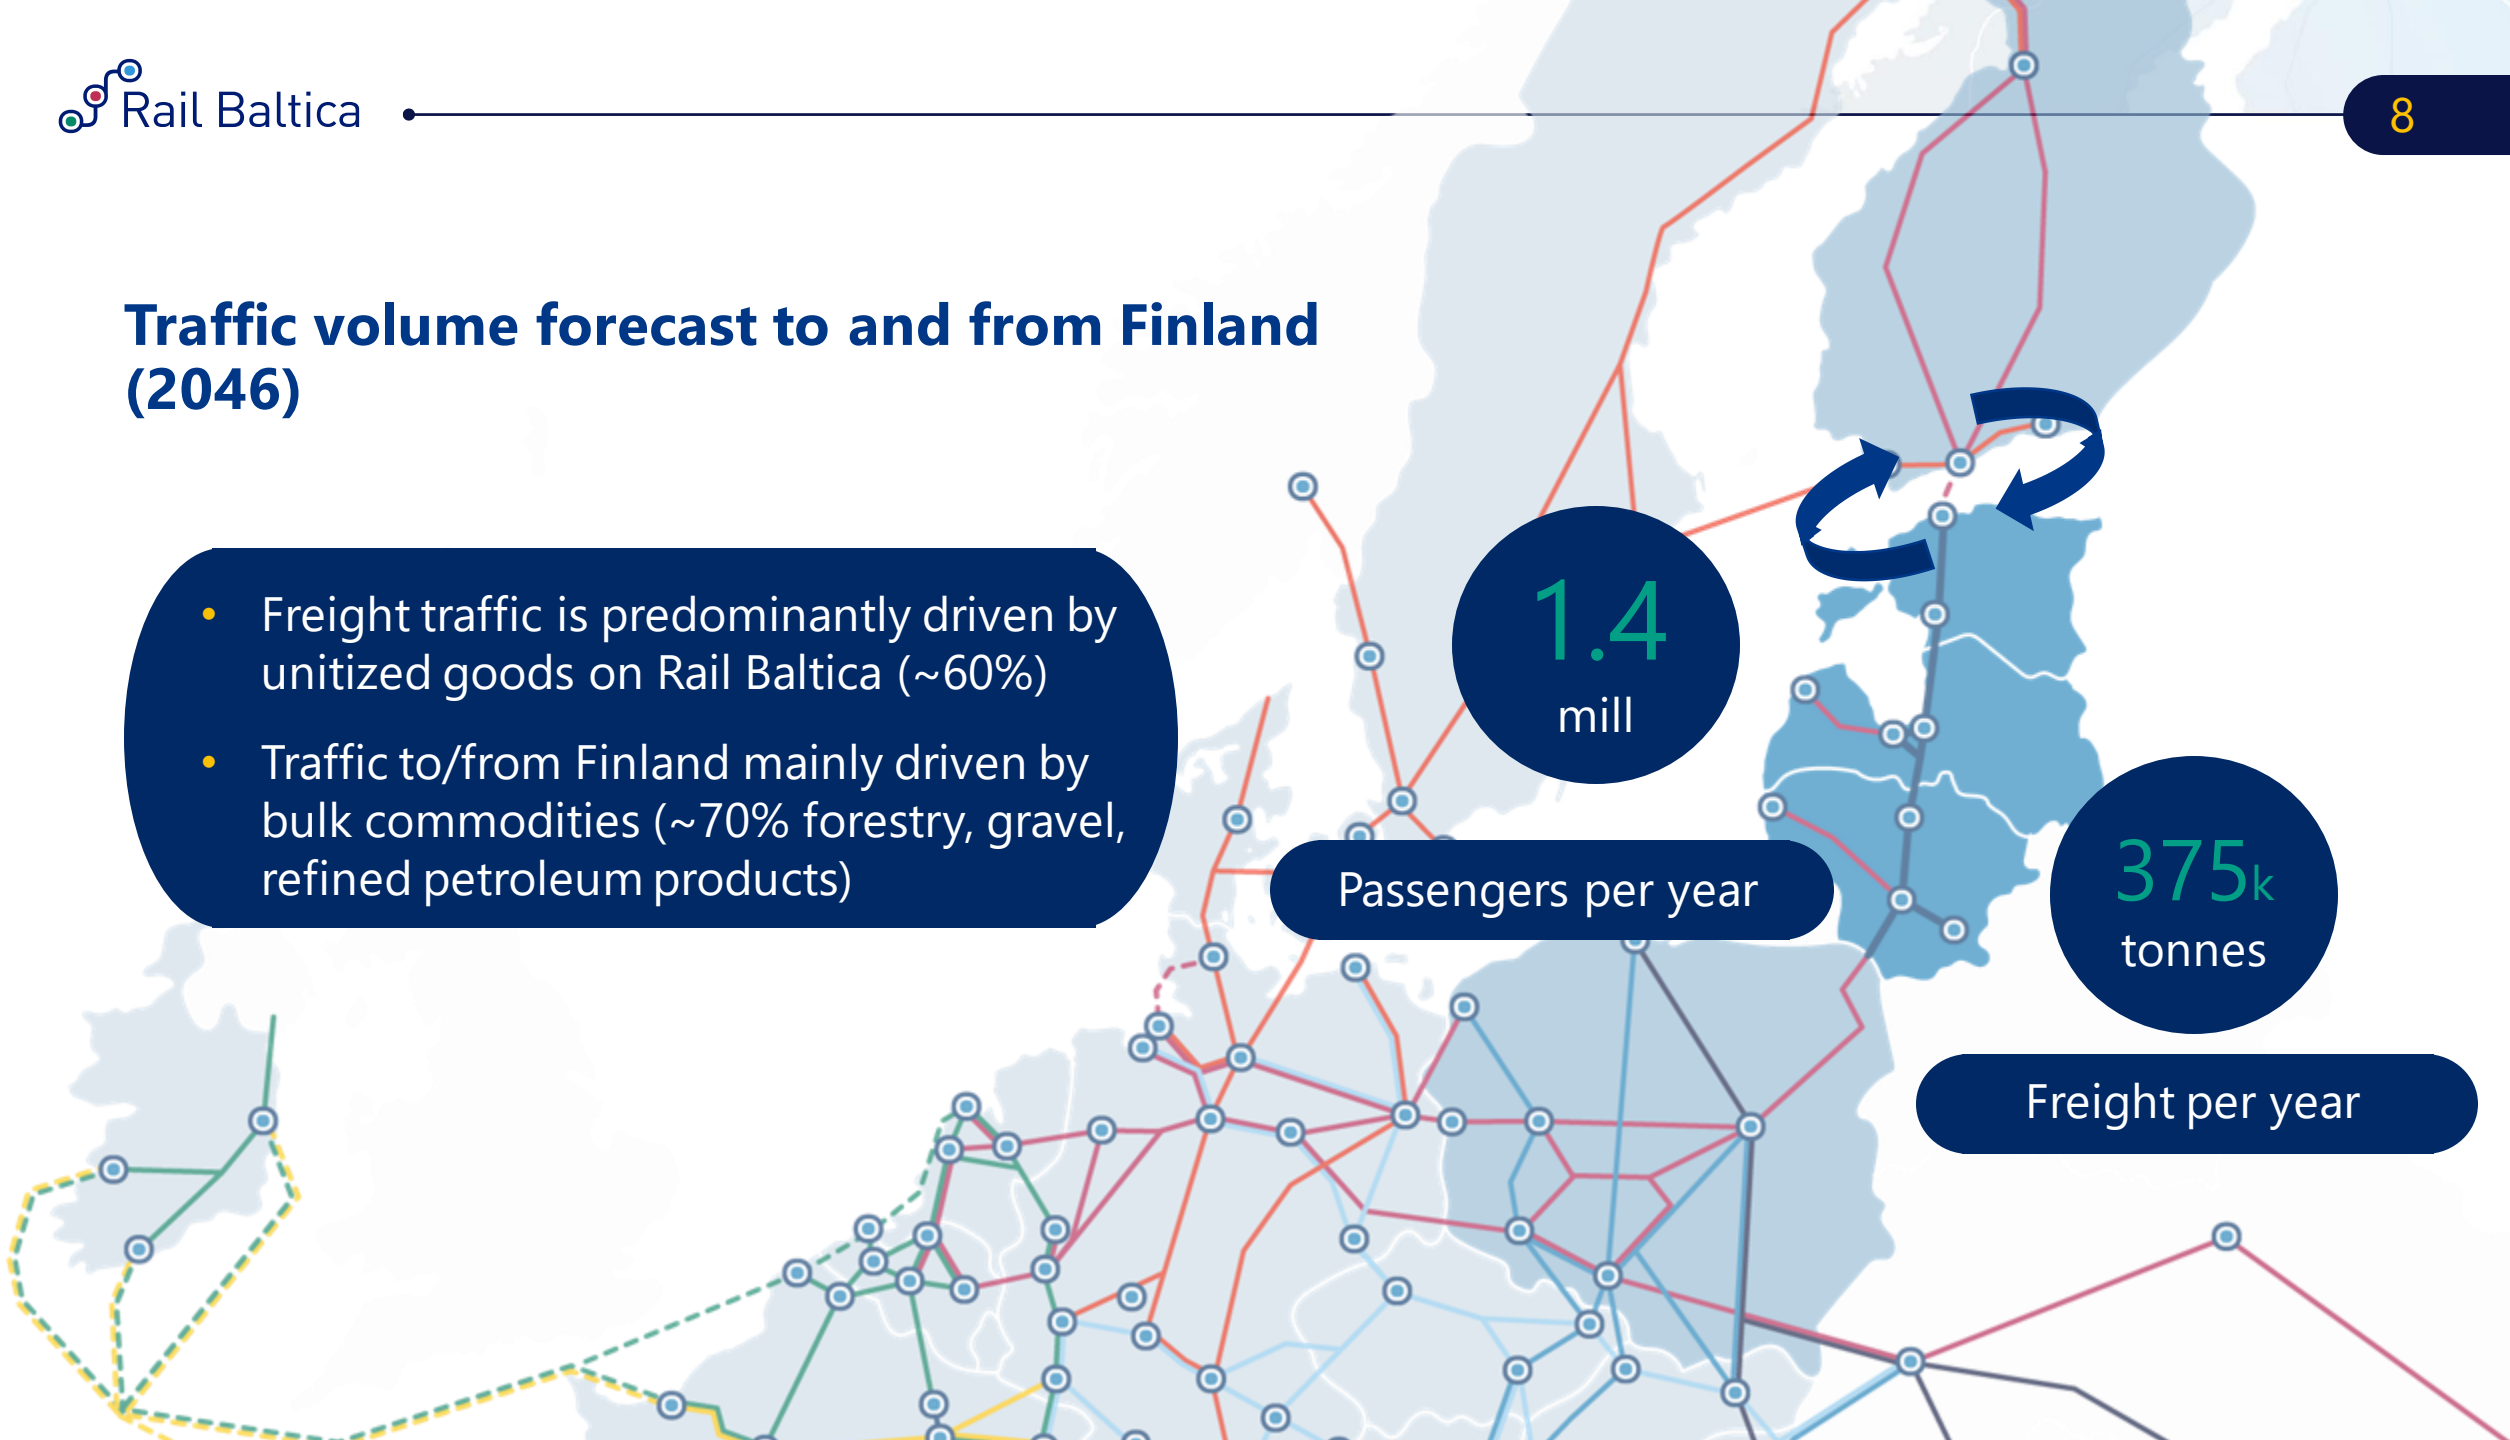 Rail Baltica
8
Traffic volume forecast to and from Finland
(2046)
• Freight traffic is predominantly driven by
unitized goods on Rail Baltica (~60%)
• Traffic to/from Finland mainly driven by
bulk commodities (~70% forestry, gravel,
refined petroleum products)
1.4
mill
Passengers per year
375k
tonnes
Freight per year